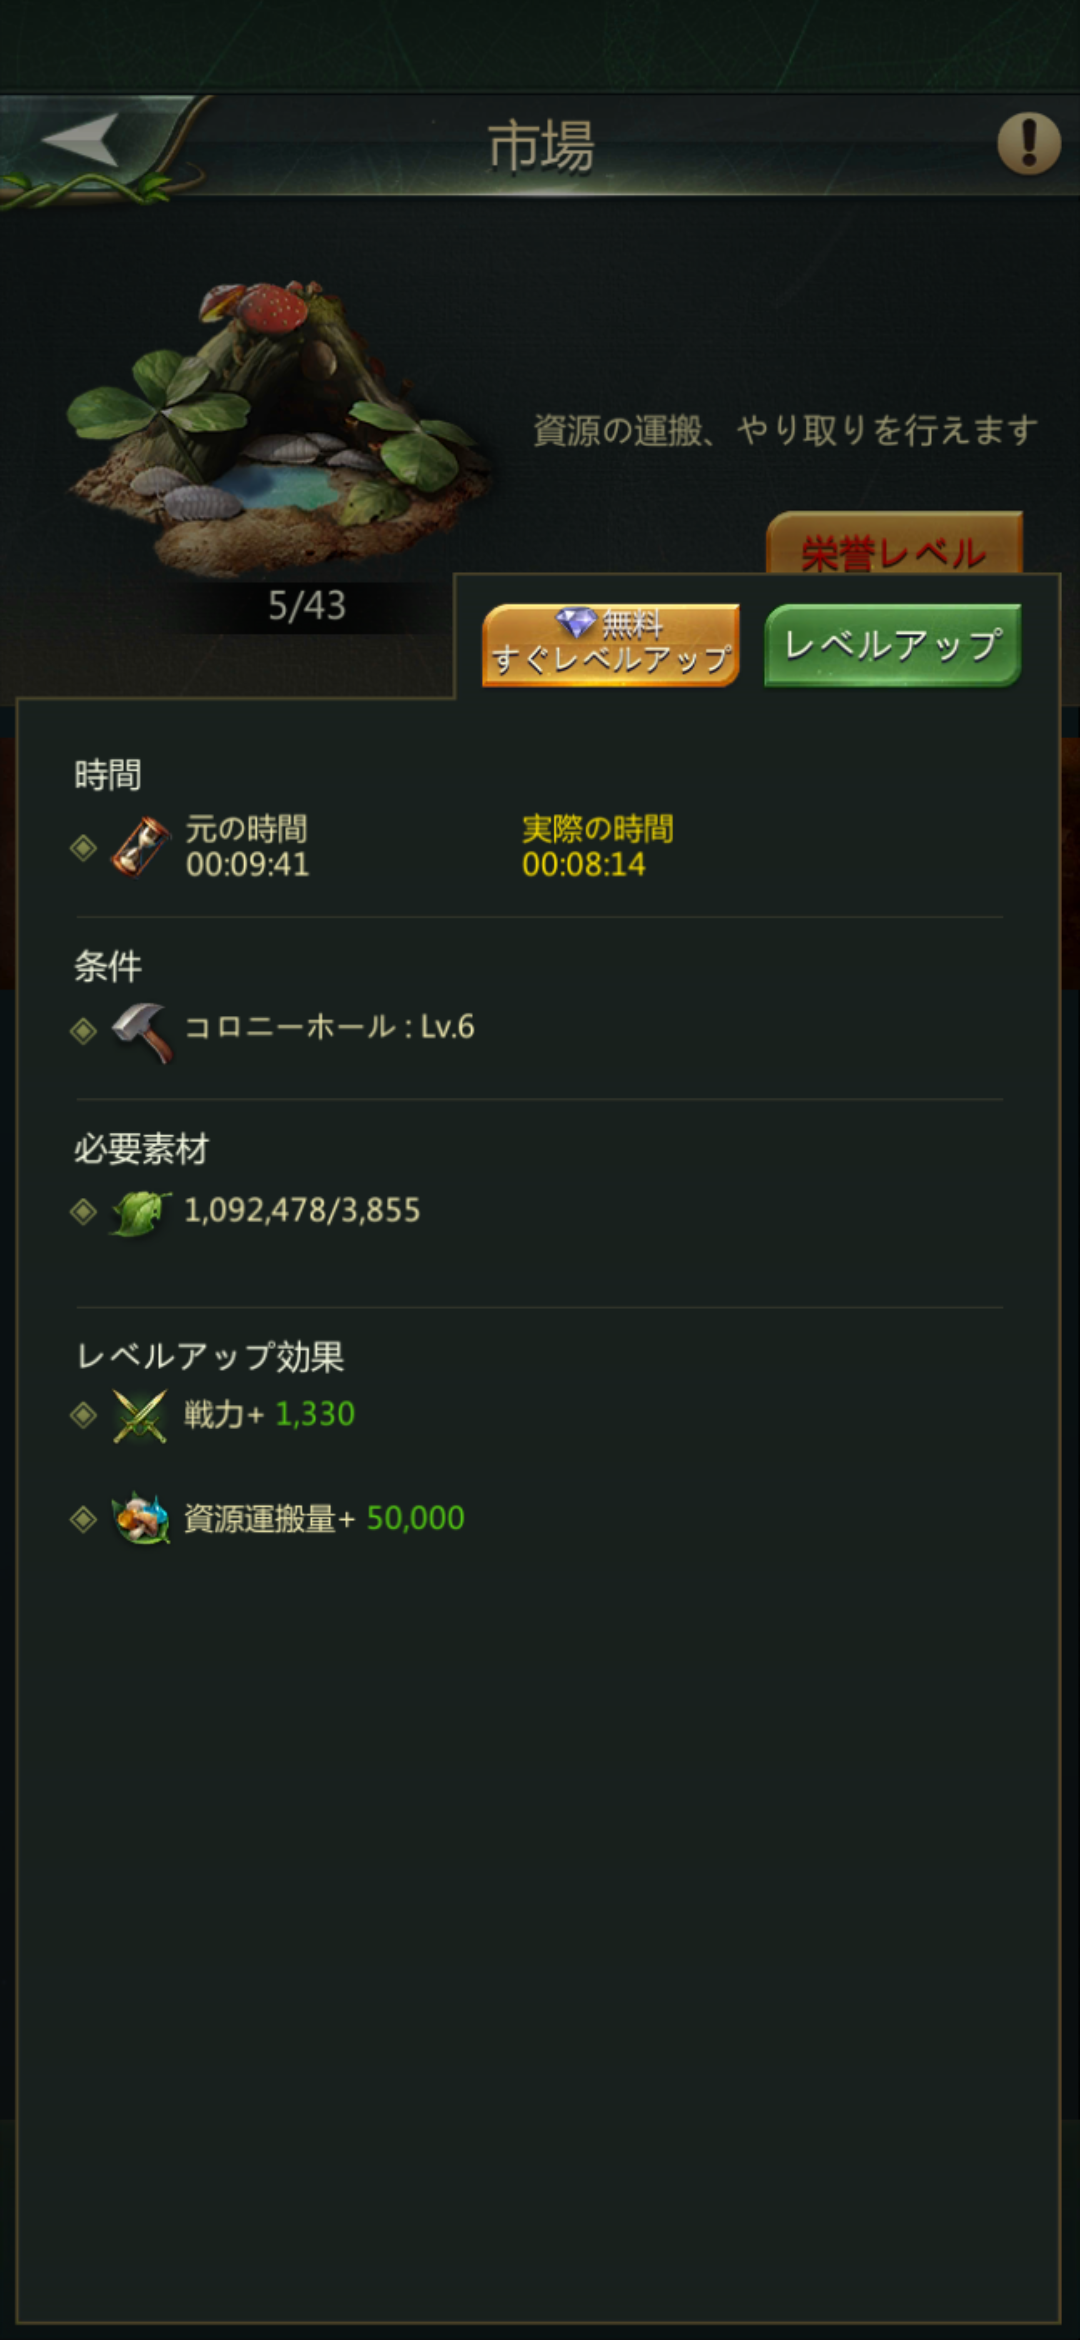 市場
資源の運搬、やり取りを行えます
栄誉レベル
5/43
無料
すぐレベルアップ
レベルアップ
時間
元の時間
00:09:41
実際の時間
00:08:14
条件
コロニーホール : Lv.6
必要素材
1,092,478/3,855
レベルアップ効果
戦力+ 1,330
資源運搬量+ 50,000